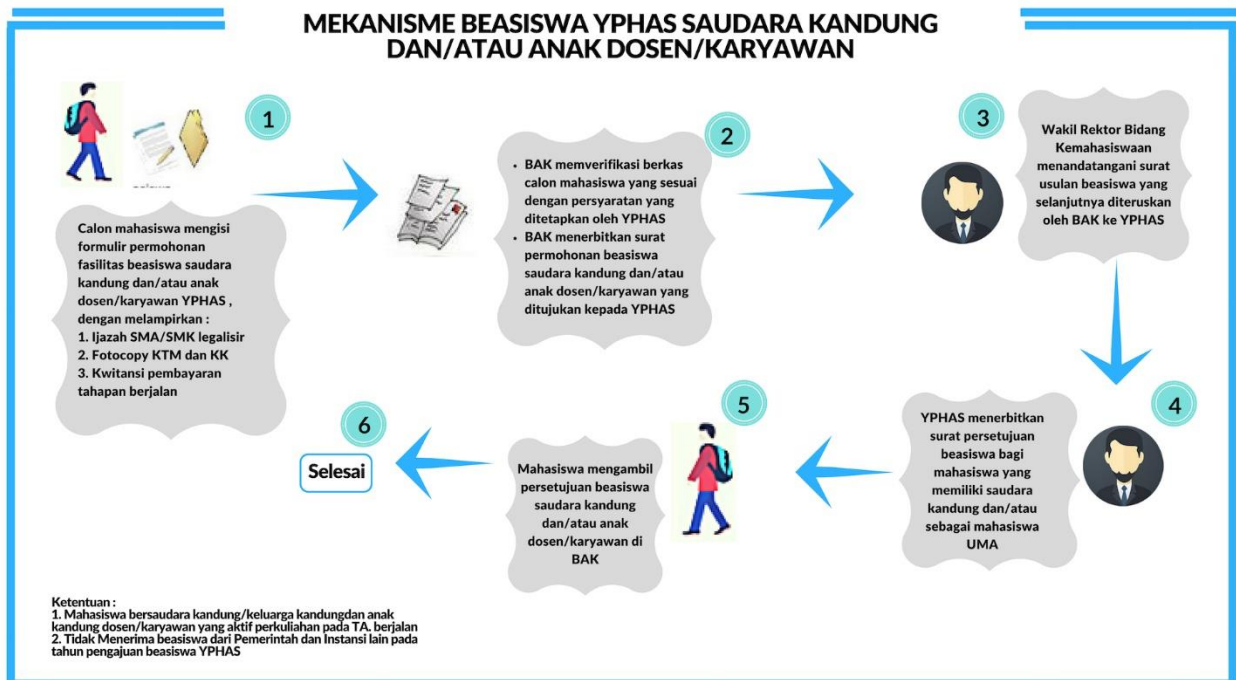 MEKANISME BEASISWA YPHAS SAUDARA KANDUNG
DAN/ATAU ANAK DOSEN/KARYAWAN
1
Calon mahasiswa mengisi
formulir permohonan
fasilitas beasiswa saudara
kandung dan/atau anak
dosen/karyawan YPHAS ,
dengan melampirkan :
1. Ijazah SMA/SMK legalisir
2. Fotocopy KTM dan KK
3. Kwitansi pembayaran
tahapan berjalan
2
• BAK memverifikasi berkas
calon mahasiswa yang sesuai
dengan persyaratan yang
ditetapkan oleh YPHAS
• BAK menerbitkan surat
permohonan beasiswa
saudara kandung dan/atau
anak dosen/karyawan yang
ditujukan kepada YPHAS
3
Wakil Rektor Bidang
Kemahasiswaan
menandatangani surat
usulan beasiswa yang
selanjutnya diteruskan
oleh BAK ke YPHAS
4
YPHAS menerbitkan
surat persetujuan
beasiswa bagi
mahasiswa yang
memiliki saudara
kandung dan/atau
sebagai mahasiswa
UMA
5
Mahasiswa mengambil
persetujuan beasiswa
saudara kandung
dan/atau anak
dosen/karyawan di
BAK
6
Selesai
Ketentuan :
1. Mahasiswa bersaudara kandung/keluarga kandungdan anak
kandung dosen/karyawan yang aktif perkuliahan pada TA. berjalan
2. Tidak Menerima beasiswa dari Pemerintah dan Instansi lain pada
tahun pengajuan beasiswa YPHAS